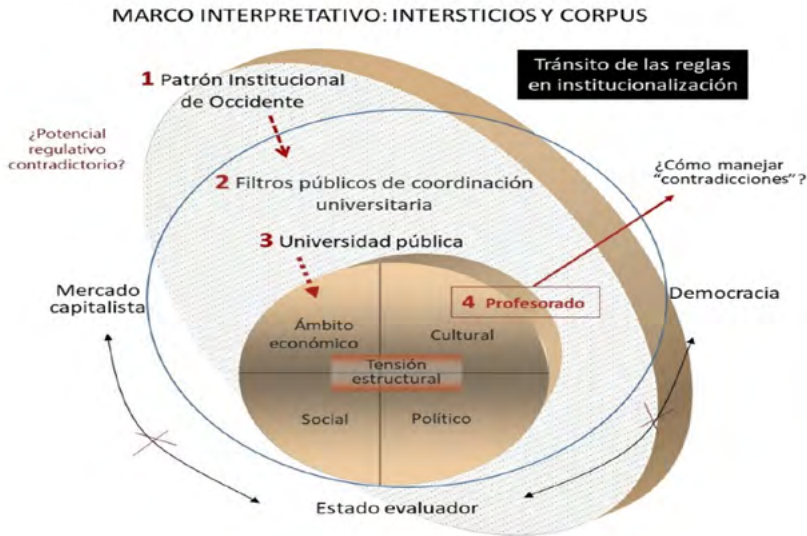 MARCO INTERPRETATIVO: INTERSTICIOS Y CORPUS
Tránsito de las reglas
en institucionalización
1 Patrón Institucional
de Occidente
¿Potencial
regulativo
contradictorio?
¿Cómo manejar
“contradicciones”?
2 Filtros públicos de coordinación
universitaria
3 Universidad pública
Mercado
capitalista
4 Profesorado
Democracia
Ámbito
económico
Cultural
Tensión
estructural
Social
Político
Estado evaluador